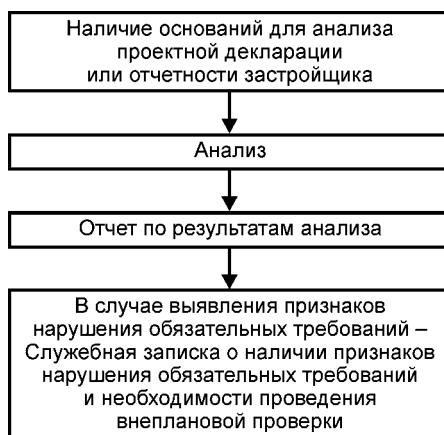 Наличие оснований для анализа
проектной декларации
или отчетности застройщика
Анализ
Отчет по результатам анализа
В случае выявления признаков
нарушения обязательных требований –
Служебная записка о наличии признаков
нарушения обязательных требований
и необходимости проведения
внеплановой проверки